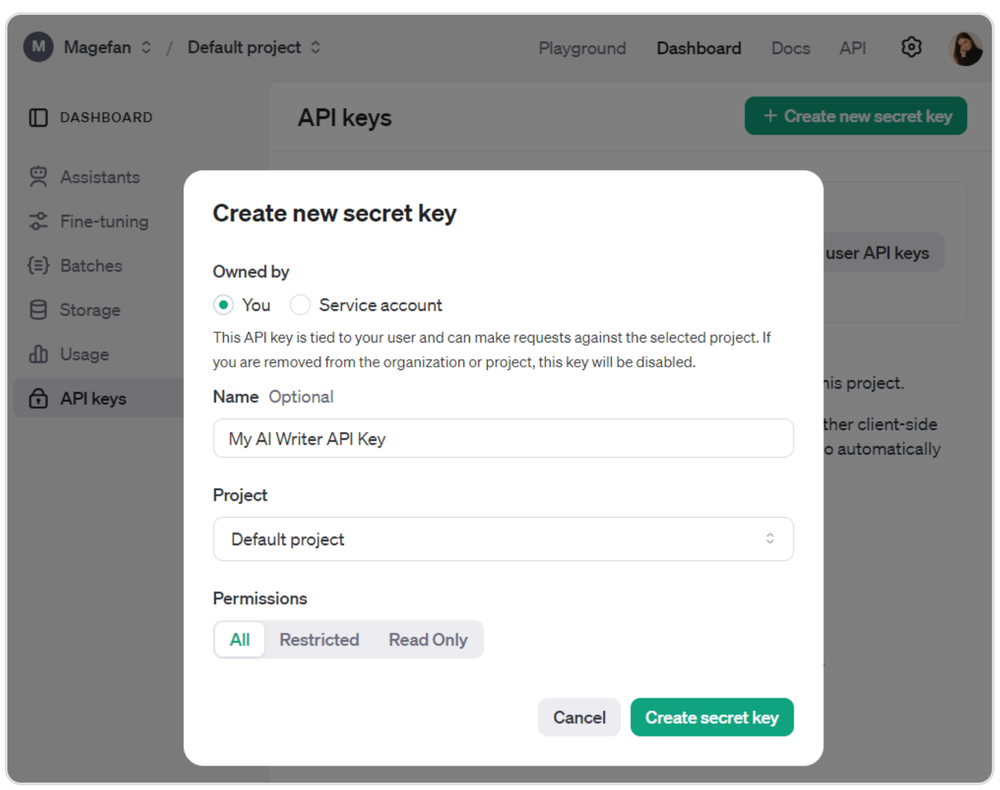 M Magefan / Default project
Playground Dashboard Docs API
DASHBOARD
Assistants
Fine-tuning
Batches
Storage
Usage
API keys
API keys
+ Create new secret key
user API keys
project.
client-side
automatically
Create new secret key
Owned by
You Service account
This API key is tied to your user and can make requests against the selected project. If
you are removed from the organization or project, this key will be disabled.
Name Optional
My AI Writer API Key
Project
Default project
Permissions
All Restricted Read Only
Cancel Create secret key